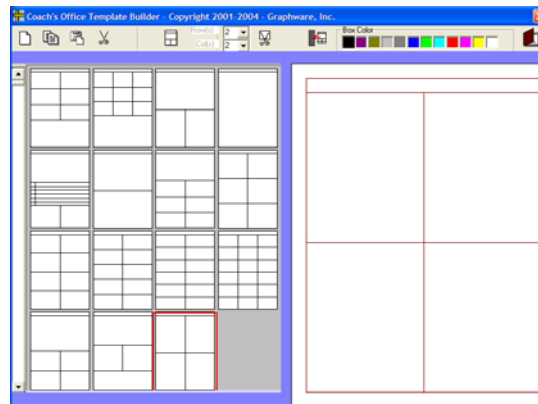 Coach's Office Template Builder - Copyright 2001-2004 - Graphware, Inc.
Row(s) 2
Col(s) 2
Box Color